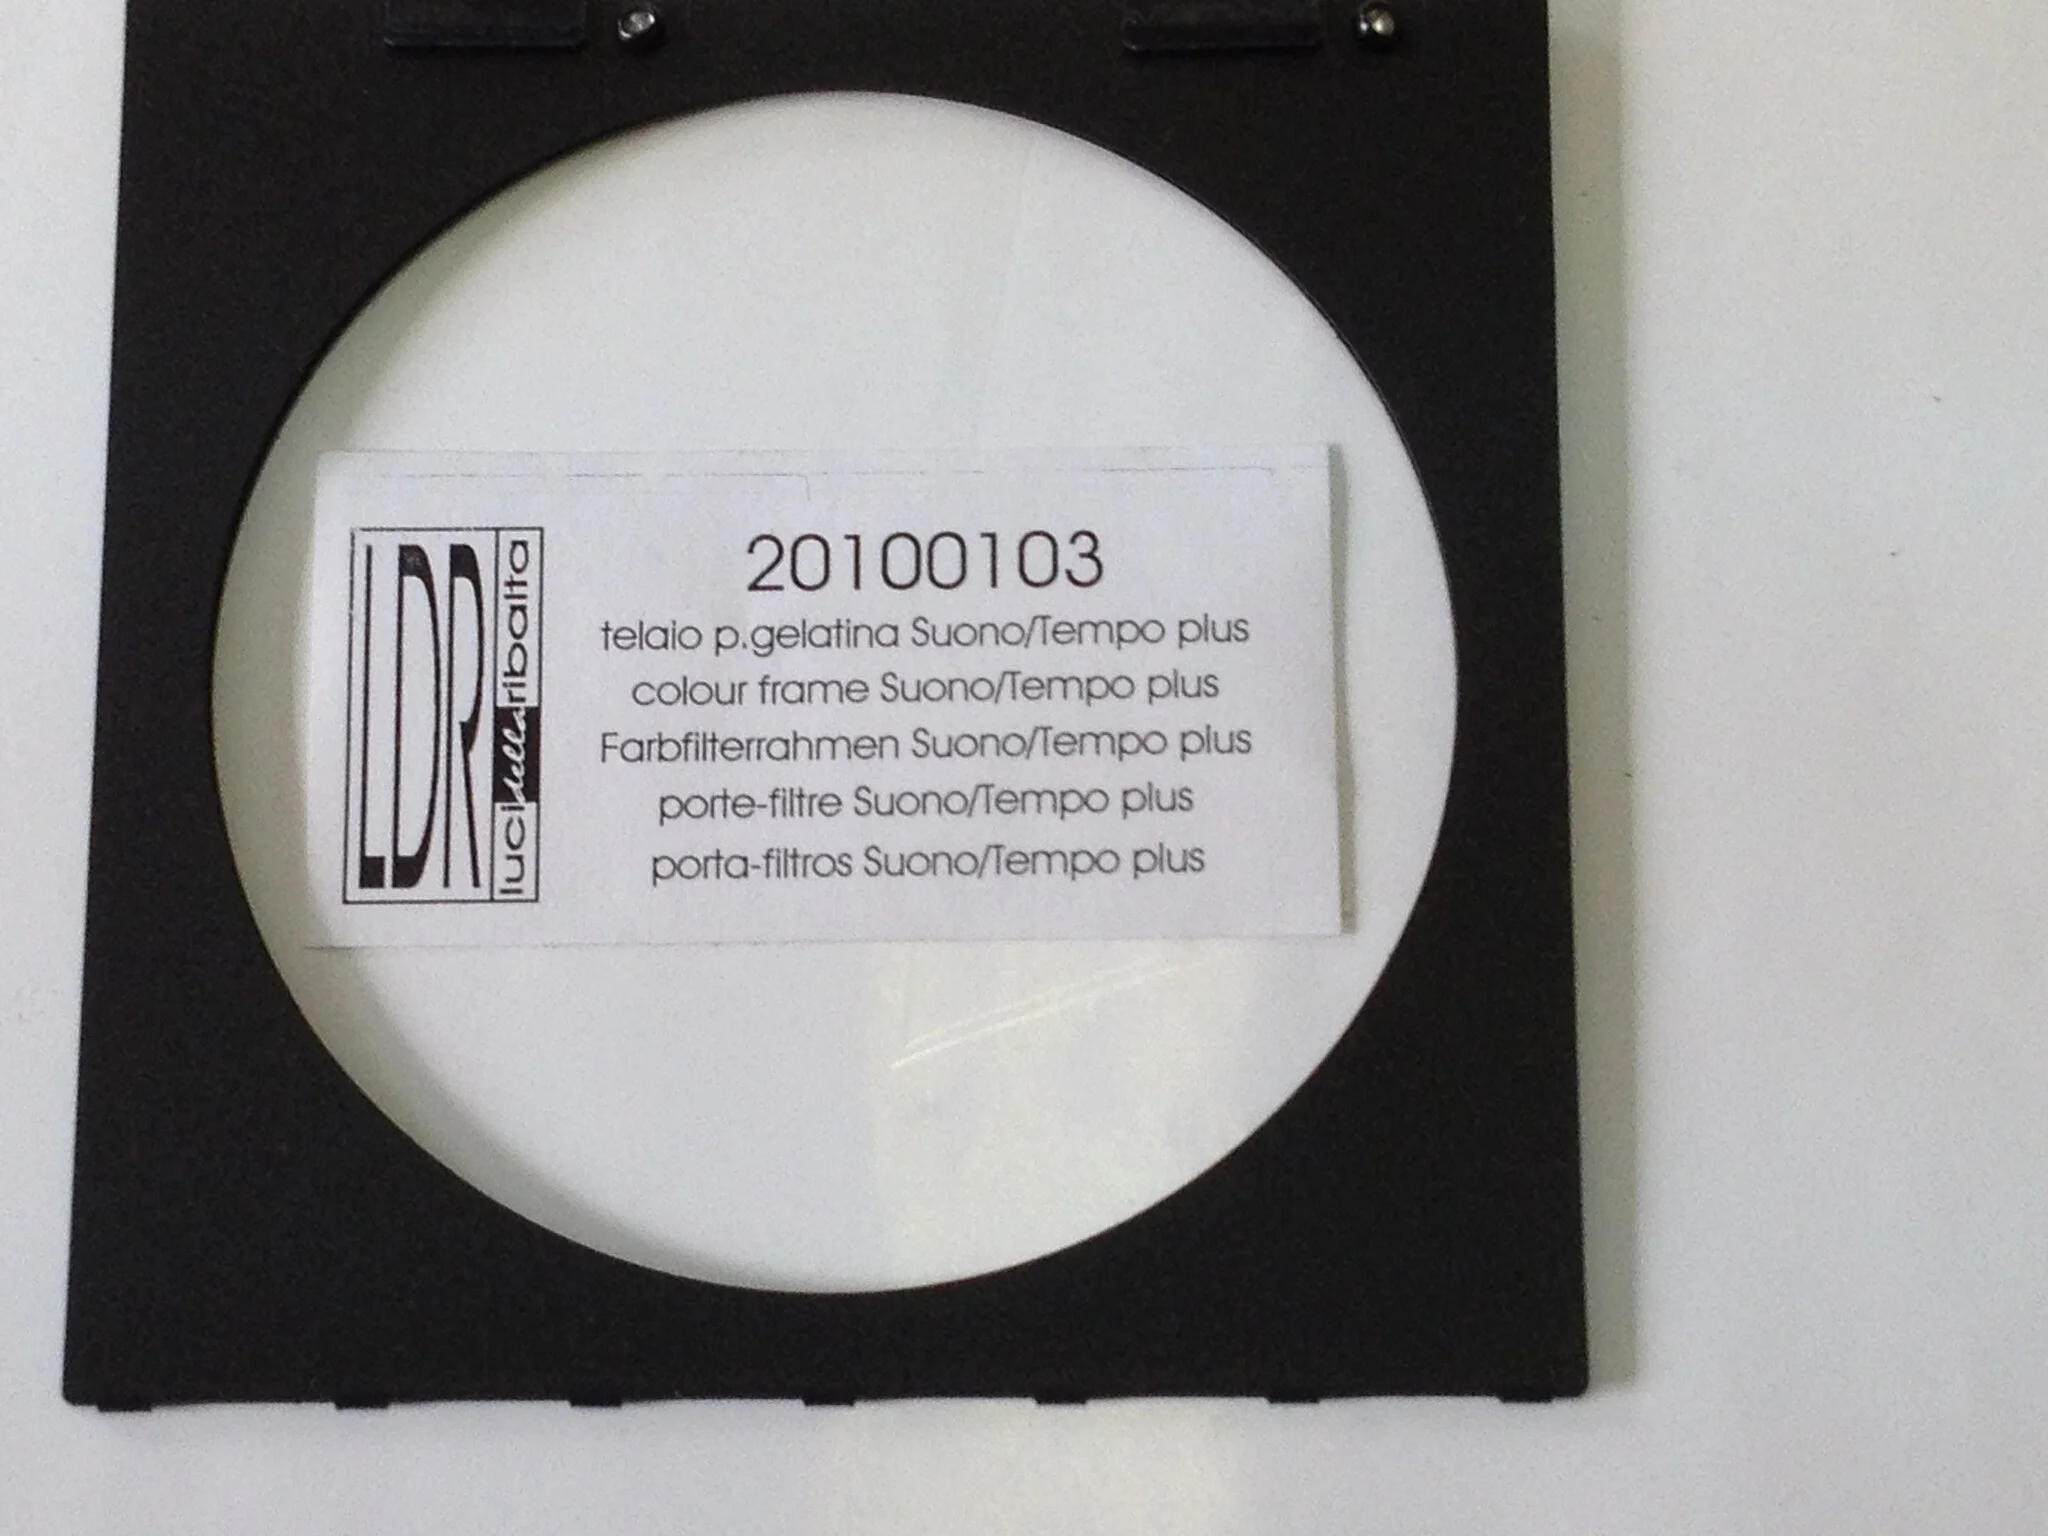 LDR
luci della ribalta
20100103
telaio p.gelatina Suono/Tempo plus
colour frame Suono/Tempo plus
Farbfilterrahmen Suono/Tempo plus
porte-filtre Suono/Tempo plus
porta-filtros Suono/Tempo plus